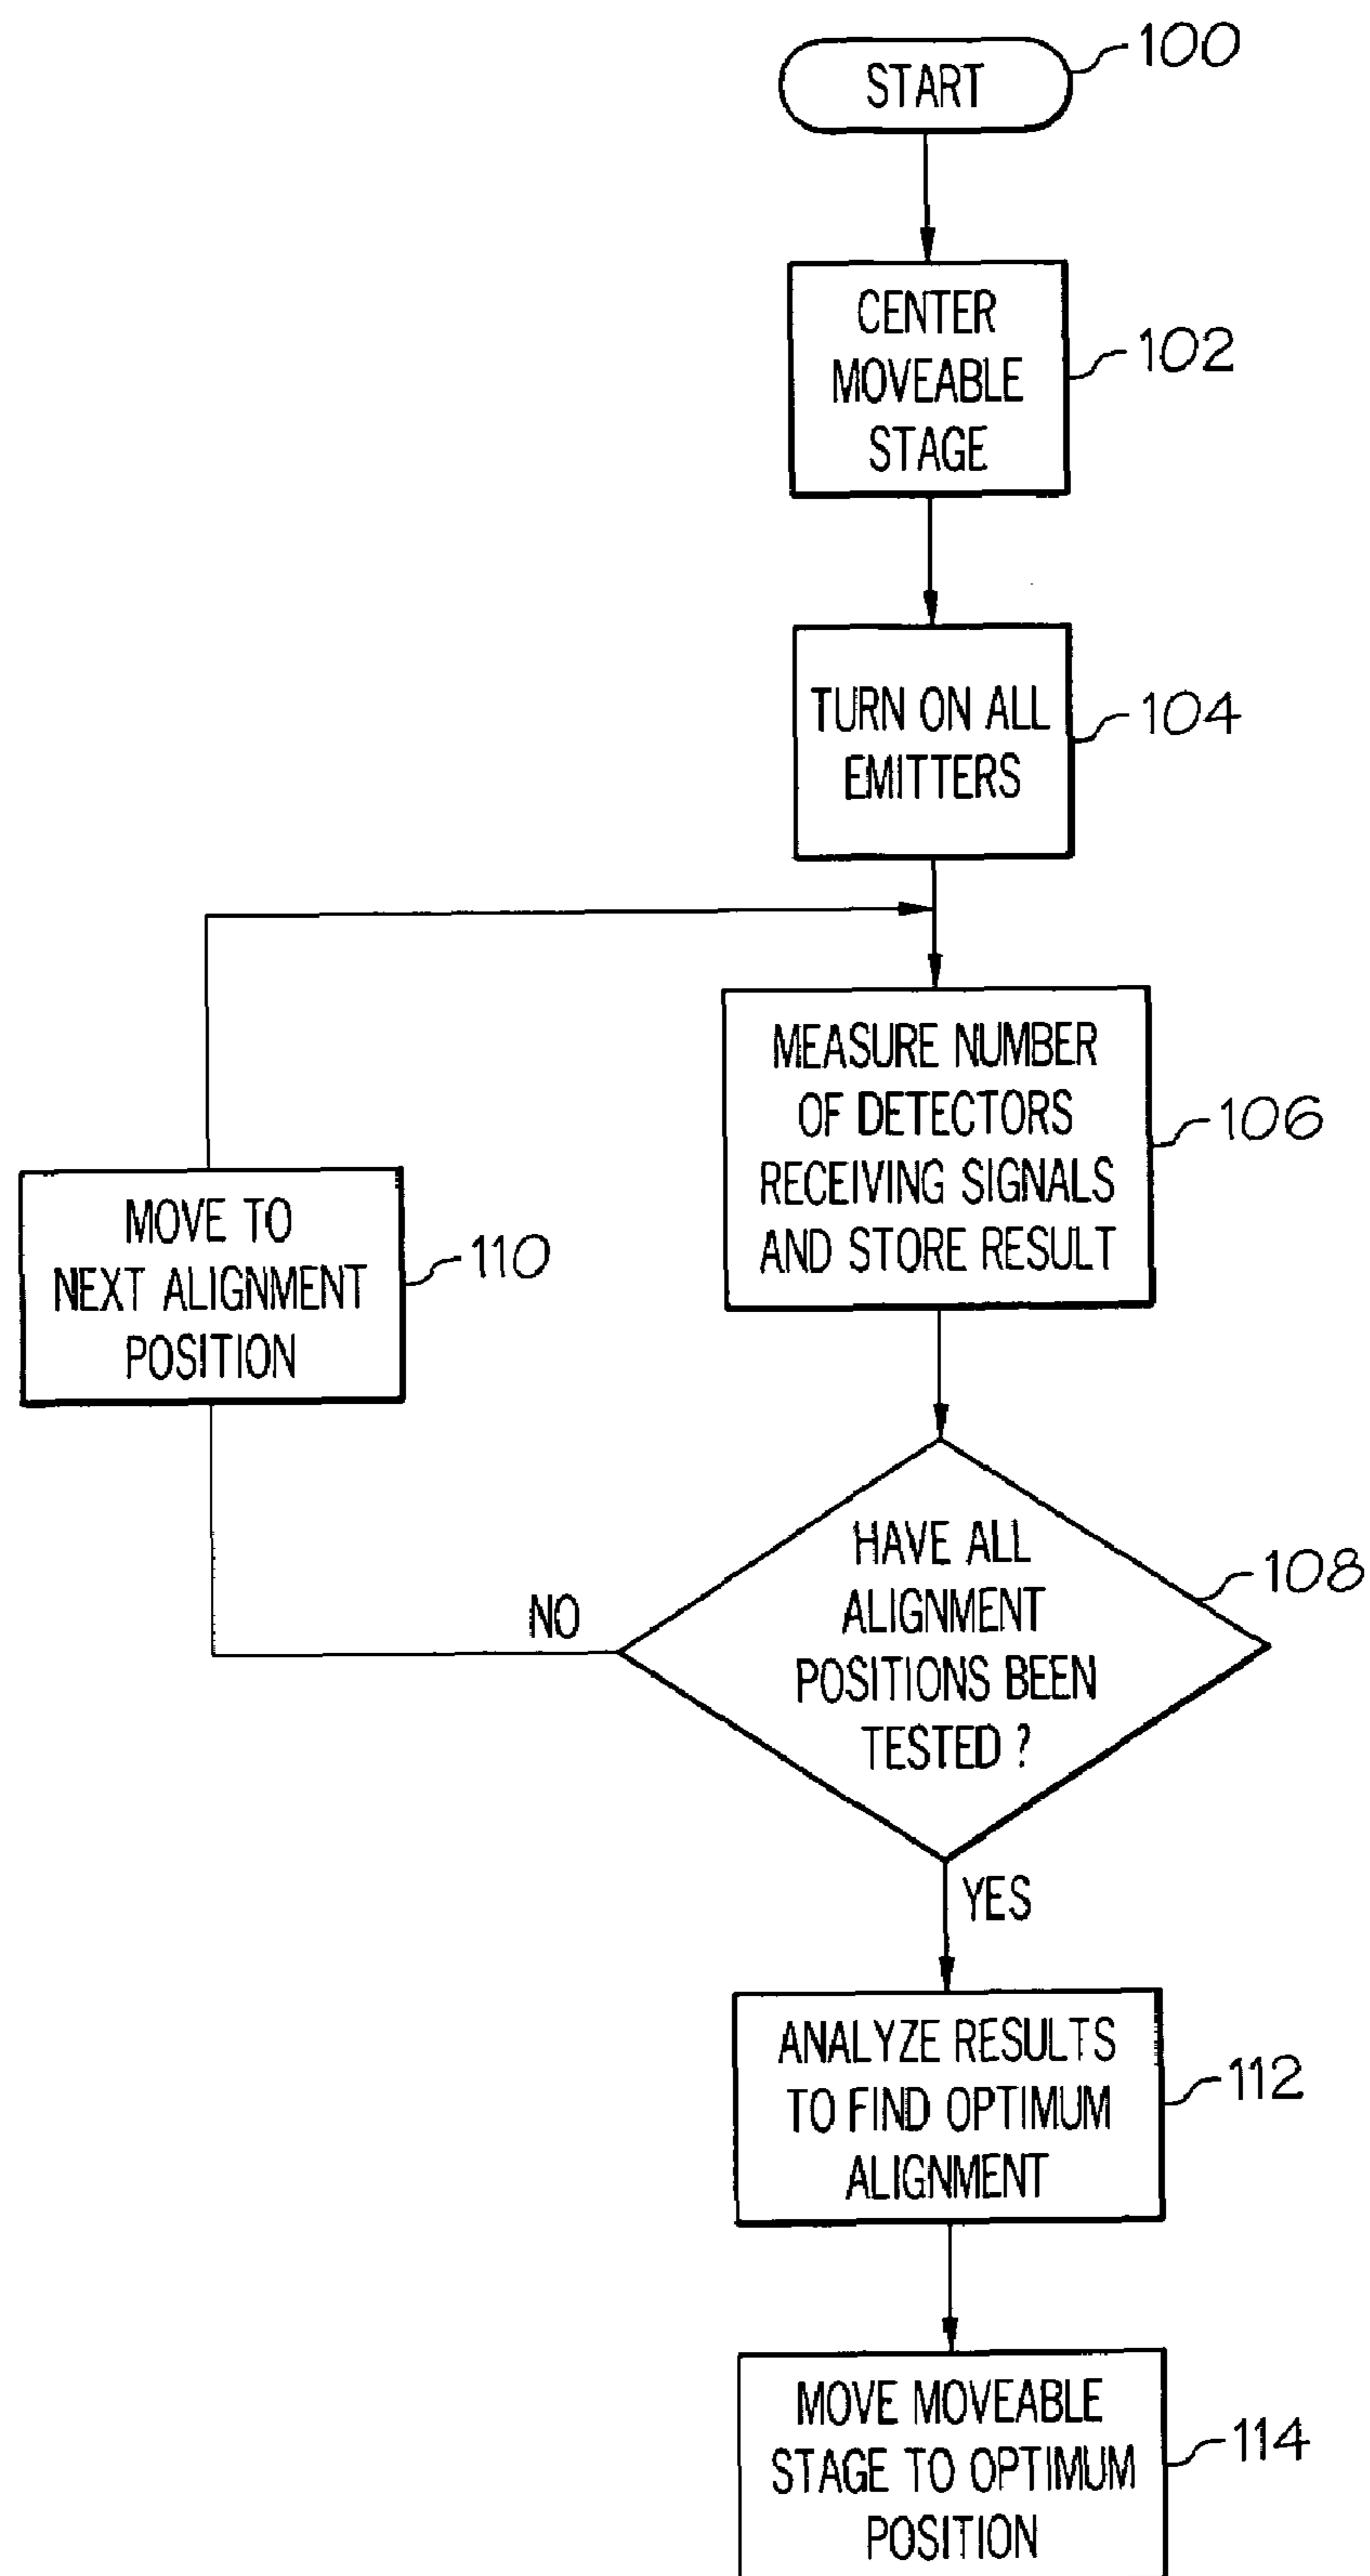 START
100
CENTER
MOVEABLE
STAGE
102
TURN ON ALL
EMITTERS
104
MEASURE NUMBER
OF DETECTORS
RECEIVING SIGNALS
AND STORE RESULT
106
MOVE TO
NEXT ALIGNMENT
POSITION
110
HAVE ALL
ALIGNMENT
POSITIONS BEEN
TESTED ?
108
NO
YES
ANALYZE RESULTS
TO FIND OPTIMUM
ALIGNMENT
112
MOVE MOVEABLE
STAGE TO OPTIMUM
POSITION
114